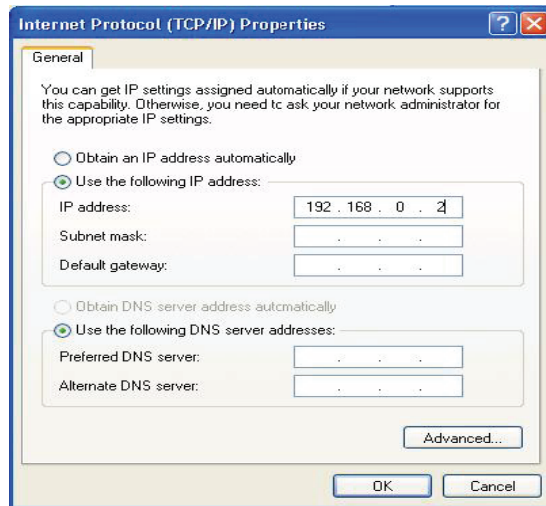 Internet Protocol (TCP/IP) Properties
General
You can get IP settings assigned automatically if your network supports
this capability. Otherwise, you need tc ask your network administrator for
the appropriate IP settings.
Obtain an IP address automatically
Use the following IP address:
IP address: 192 . 168 . 0 . 2
Subnet mask: . . .
Default gateway: . . .
Obtain DNS server address autcmatically
Use the following DNS server addresses:
Preferred DNS server: . . .
Alternate DNS server: . . .
Advanced...
OK Cancel